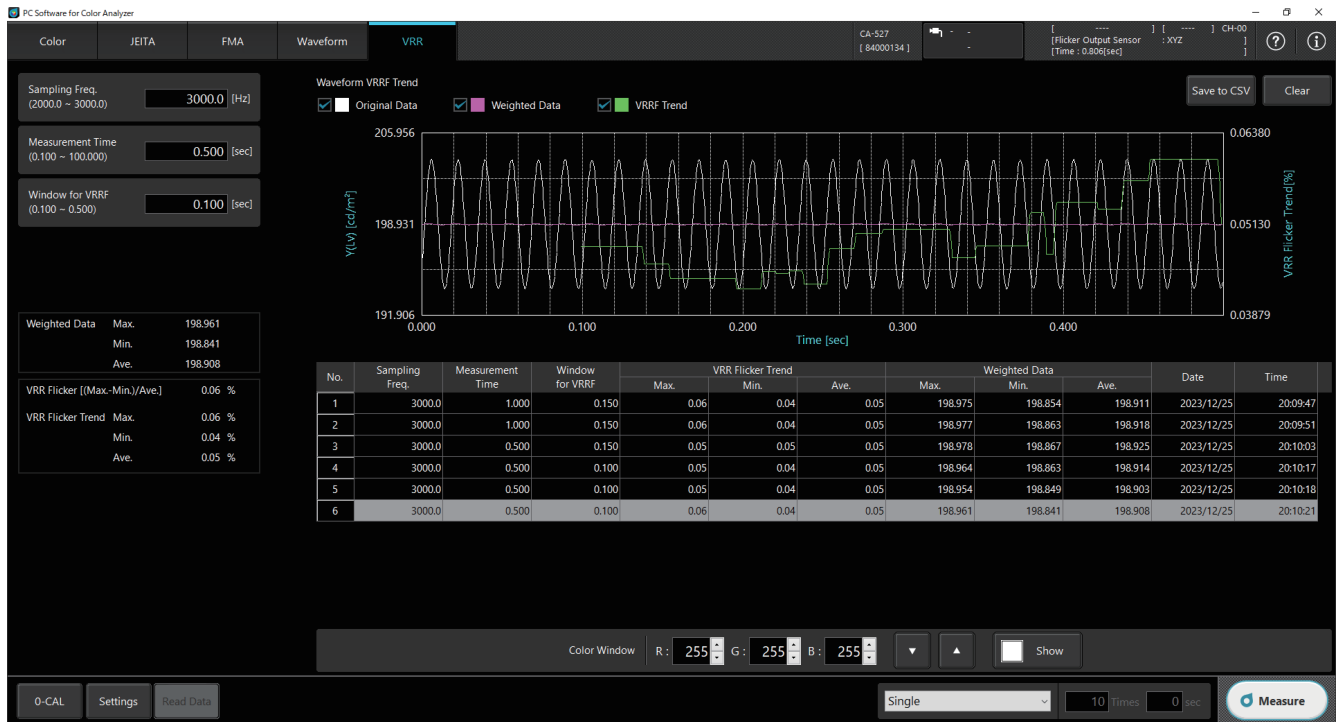 PC Software for Color Analyzer
Color JEITA FMA Waveform VRR
CA-527
[ 84000134 ]
- -
-
[ ---- ] [ ---- ] CH-00
[Flicker Output Sensor : XYZ ]
[Time : 0.806[sec] ]
Sampling Freq.
(2000.0 ~ 3000.0)
3000.0 [Hz]
Measurement Time
(0.100 ~ 100.000)
0.500 [sec]
Window for VRRF
(0.100 ~ 0.500)
0.100 [sec]
Weighted Data Max. 198.961
Min. 198.841
Ave. 198.908
VRR Flicker [(Max.-Min.)/Ave.] 0.06 %
VRR Flicker Trend Max. 0.06 %
Min. 0.04 %
Ave. 0.05 %
Waveform VRRF Trend
Original Data Weighted Data VRRF Trend
Save to CSV Clear
205.956 0.06380
198.931 0.05130
191.906 0.03879
Y(Lv) [cd/m²]
VRR Flicker Trend[%]
0.000 0.100 0.200 0.300 0.400
Time [sec]
No. Sampling Freq. Measurement Time Window for VRRF VRR Flicker Trend Weighted Data Date Time
Max. Min. Ave. Max. Min. Ave.
1 3000.0 1.000 0.150 0.06 0.04 0.05 198.975 198.854 198.911 2023/12/25 20:09:47
2 3000.0 1.000 0.150 0.06 0.04 0.05 198.977 198.863 198.918 2023/12/25 20:09:51
3 3000.0 0.500 0.150 0.05 0.05 0.05 198.978 198.867 198.925 2023/12/25 20:10:03
4 3000.0 0.500 0.100 0.05 0.04 0.05 198.964 198.863 198.914 2023/12/25 20:10:17
5 3000.0 0.500 0.100 0.05 0.04 0.05 198.954 198.849 198.903 2023/12/25 20:10:18
6 3000.0 0.500 0.100 0.06 0.04 0.05 198.961 198.841 198.908 2023/12/25 20:10:21
Color Window R : 255 G : 255 B : 255 ▼ ▲ Show
0-CAL Settings Read Data Single 10 Times 0 sec Measure